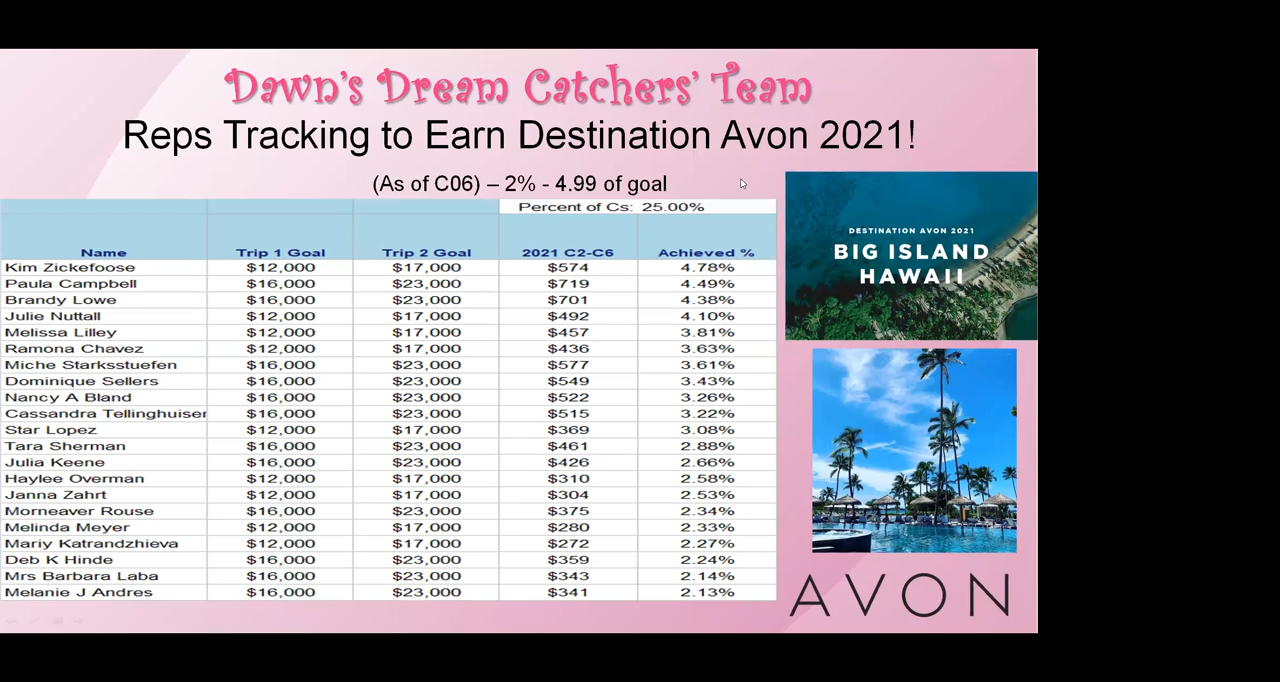 Dawn's Dream Catchers' Team
Reps Tracking to Earn Destination Avon 2021!
(As of C06) – 2% - 4.99 of goal
Percent of Cs: 25.00%
Name Trip 1 Goal Trip 2 Goal 2021 C2-C6 Achieved %
Kim Zickefoose $12,000 $17,000 $574 4.78%
Paula Campbell $16,000 $23,000 $719 4.49%
Brandy Lowe $16,000 $23,000 $701 4.38%
Julie Nuttall $12,000 $17,000 $492 4.10%
Melissa Lilley $12,000 $17,000 $457 3.81%
Ramona Chavez $12,000 $17,000 $436 3.63%
Miche Starksstuefen $16,000 $23,000 $577 3.61%
Dominique Sellers $16,000 $23,000 $549 3.43%
Nancy A Bland $16,000 $23,000 $522 3.26%
Cassandra Tellinghuiser $16,000 $23,000 $515 3.22%
Star Lopez $12,000 $17,000 $369 3.08%
Tara Sherman $16,000 $23,000 $461 2.88%
Julia Keene $16,000 $23,000 $426 2.66%
Haylee Overman $12,000 $17,000 $310 2.58%
Janna Zahrt $12,000 $17,000 $304 2.53%
Morneaver Rouse $16,000 $23,000 $375 2.34%
Melinda Meyer $12,000 $17,000 $280 2.33%
Mariy Katrandzhieva $12,000 $17,000 $272 2.27%
Deb K Hinde $16,000 $23,000 $359 2.24%
Mrs Barbara Laba $16,000 $23,000 $343 2.14%
Melanie J Andres $16,000 $23,000 $341 2.13%
DESTINATION AVON 2021
BIG ISLAND
HAWAII
AVON